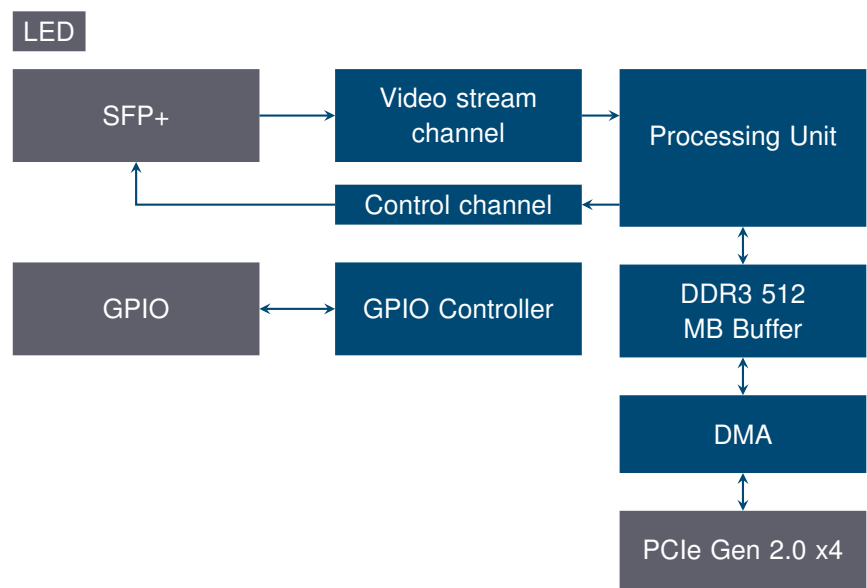 LED
SFP+
Video stream
channel
Processing Unit
Control channel
GPIO
GPIO Controller
DDR3 512
MB Buffer
DMA
PCIe Gen 2.0 x4